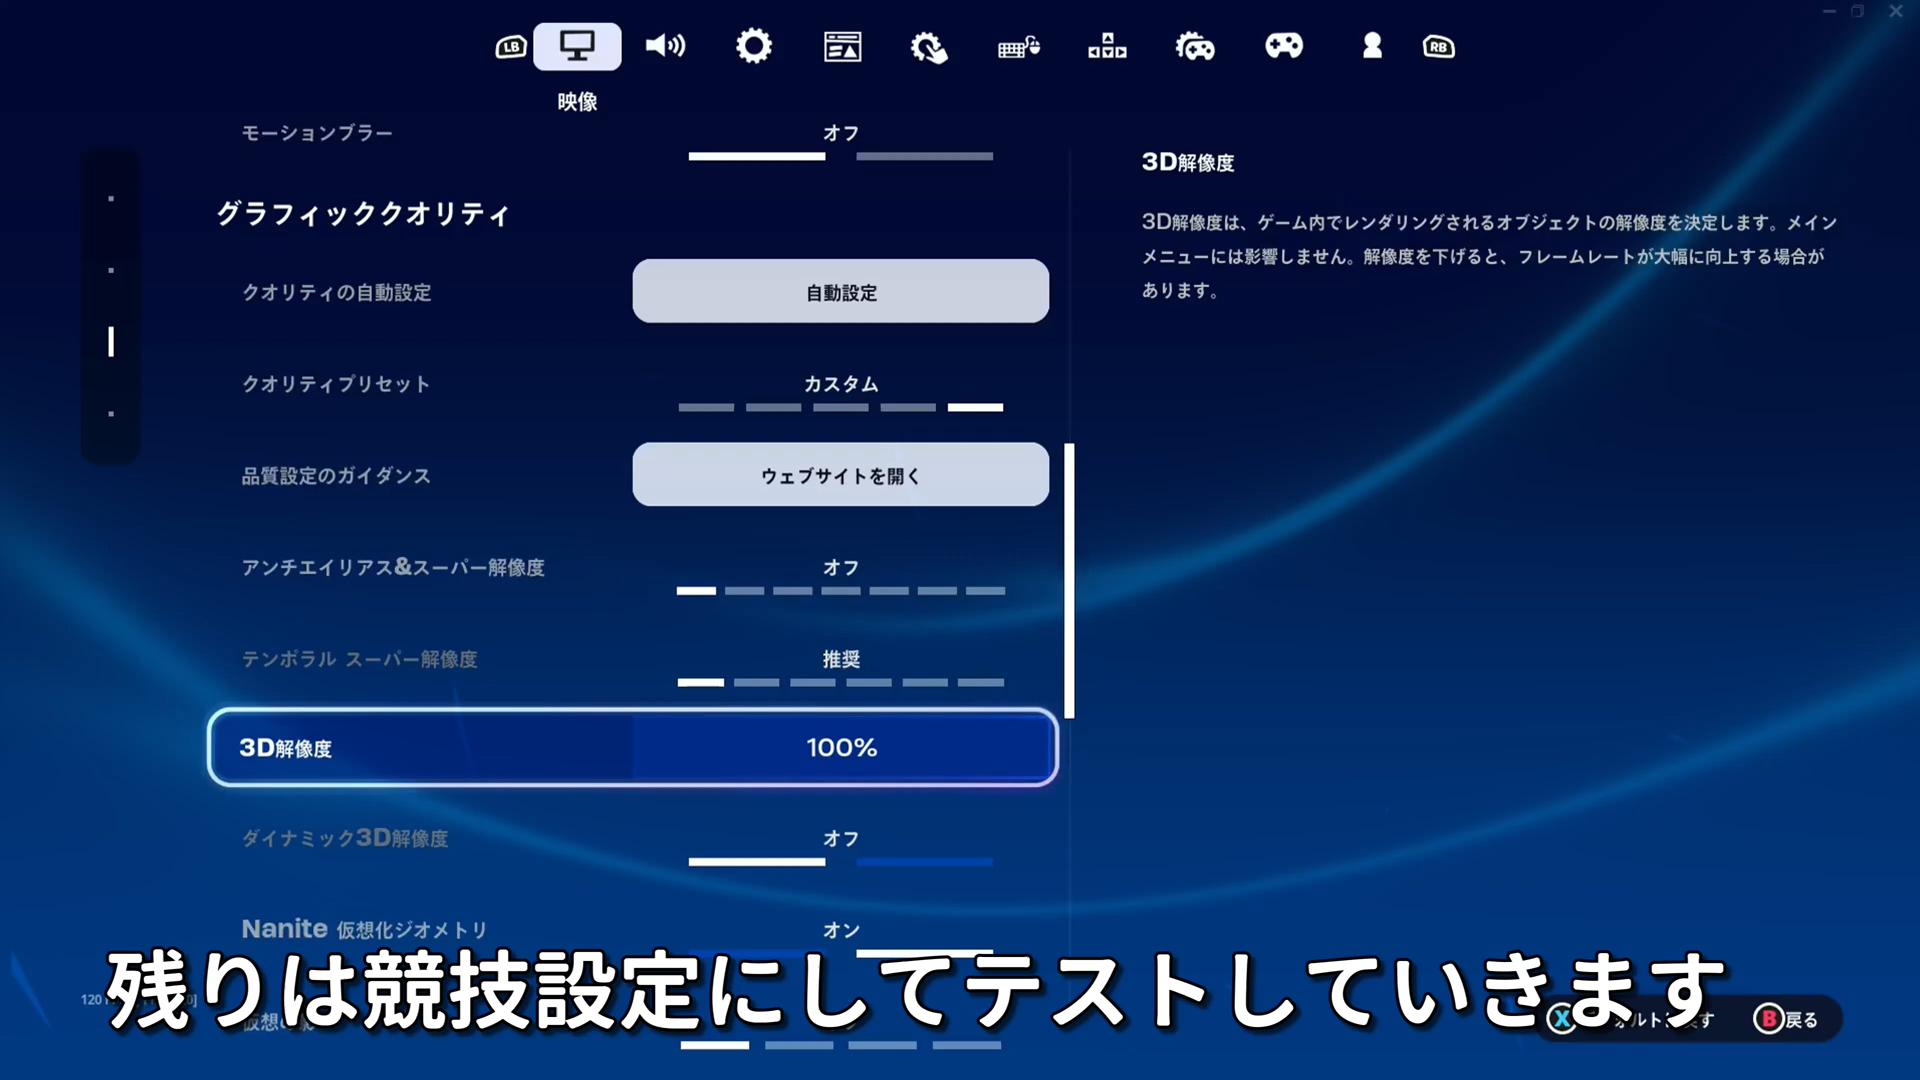 LB
RB
映像
モーションブラー
オフ
グラフィッククオリティ
クオリティの自動設定
自動設定
クオリティプリセット
カスタム
品質設定のガイダンス
ウェブサイトを開く
アンチエイリアス&スーパー解像度
オフ
テンポラル スーパー解像度
推奨
3D解像度
100%
ダイナミック3D解像度
オフ
Nanite 仮想化ジオメトリ
オン
3D解像度
3D解像度は、ゲーム内でレンダリングされるオブジェクトの解像度を決定します。メイン
メニューには影響しません。解像度を下げると、フレームレートが大幅に向上する場合が
あります。
残りは競技設定にしてテストしていきます
X
B 戻る